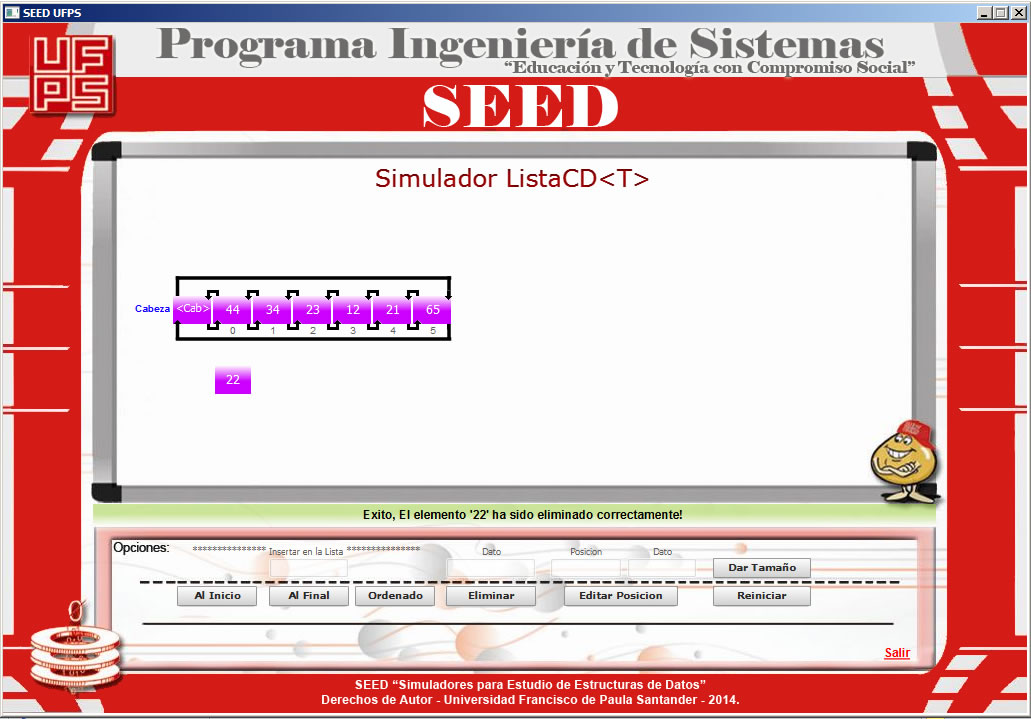 SEED UFPS
UFPS
Programa Ingeniería de Sistemas
“Educación y Tecnología con Compromiso Social”
SEED
Simulador ListaCD<T>
Cabeza <Cab> 44 34 23 12 21 65
0 1 2 3 4 5
22
Exito, El elemento '22' ha sido eliminado correctamente!
Opciones: *************** Insertar en la Lista *************** Dato Posicion Dato
Dar Tamaño
Al Inicio Al Final Ordenado Eliminar Editar Posicion Reiniciar
Salir
SEED “Simuladores para Estudio de Estructuras de Datos”
Derechos de Autor - Universidad Francisco de Paula Santander - 2014.